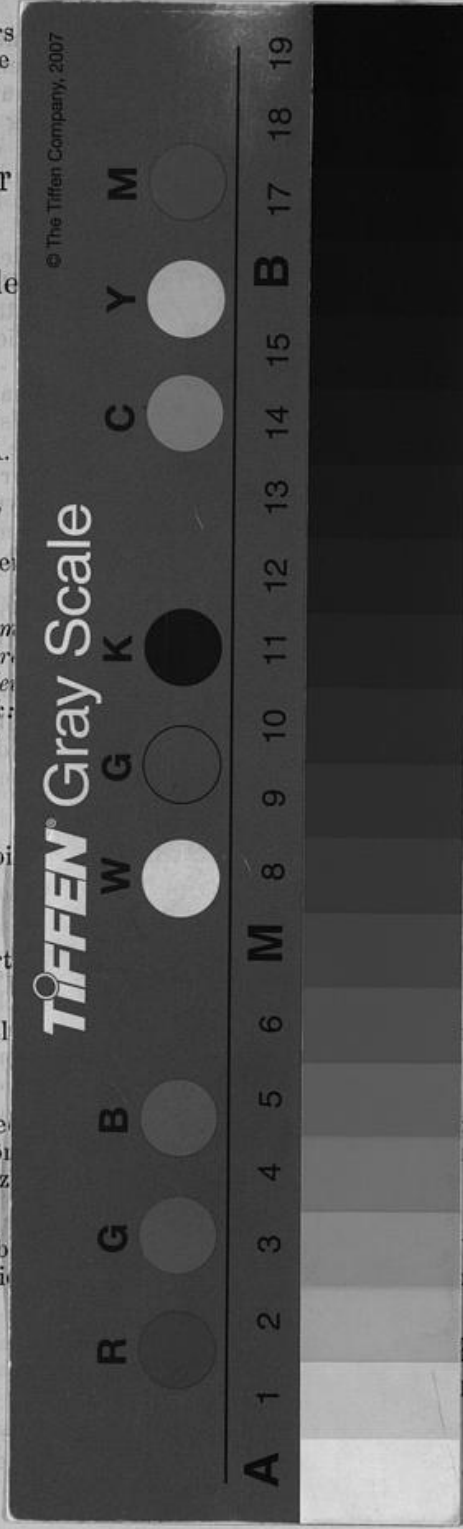 © The Tiffen Company, 2007
TIFFEN® Gray Scale
R G B W G K C Y M
A 1 2 3 4 5 6 M 8 9 10 11 12 13 14 15 B 17 18 19